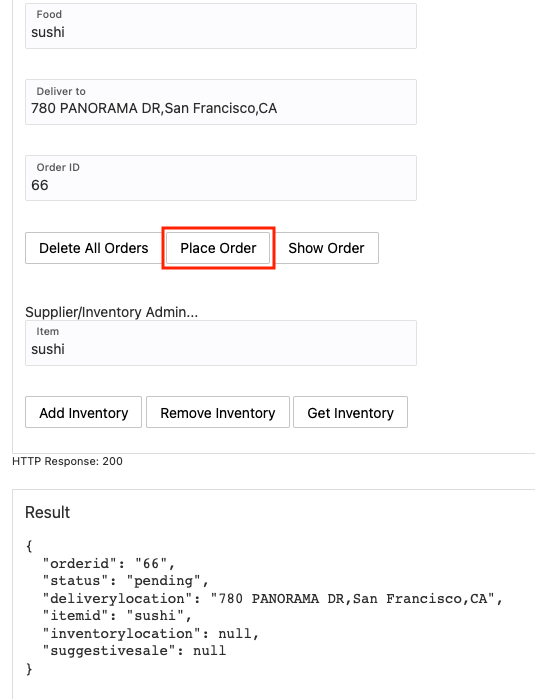 Food
sushi
Deliver to
780 PANORAMA DR,San Francisco,CA
Order ID
66
Delete All Orders Place Order Show Order
Supplier/Inventory Admin...
Item
sushi
Add Inventory Remove Inventory Get Inventory
HTTP Response: 200
Result
{
  "orderid": "66",
  "status": "pending",
  "deliverylocation": "780 PANORAMA DR,San Francisco,CA",
  "itemid": "sushi",
  "inventorylocation": null,
  "suggestivesale": null
}